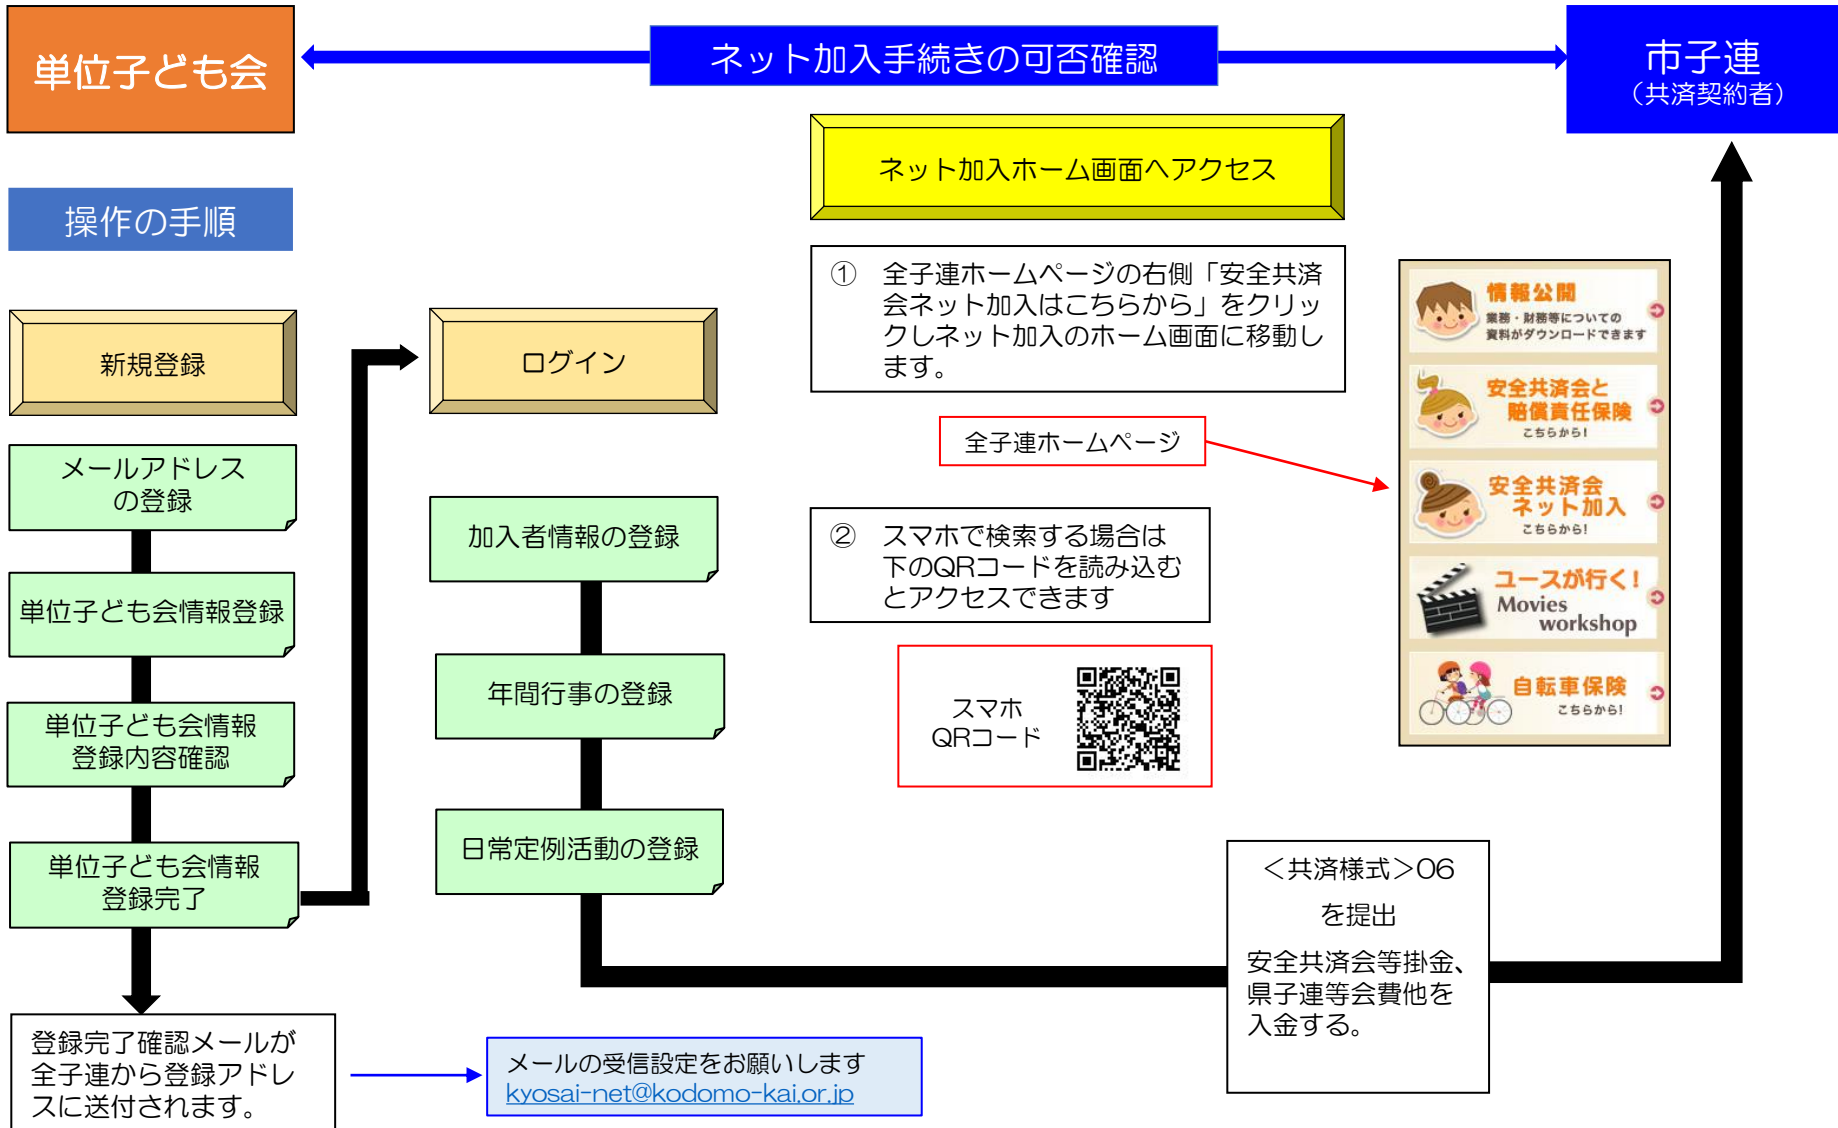 単位子ども会
ネット加入手続きの可否確認
市子連
（共済契約者）
ネット加入ホーム画面へアクセス
操作の手順
① 全子連ホームページの右側「安全共済
会ネット加入はこちらから」をクリッ
クしネット加入のホーム画面に移動し
ます。
新規登録
ログイン
情報公開
業務・財務等についての
資料がダウンロードできます
安全共済会と
賠償責任保険
こちらから!
安全共済会
ネット加入
こちらから!
ユースが行く!
Movies
workshop
自転車保険
こちらから!
全子連ホームページ
メールアドレス
の登録
単位子ども会情報登録
単位子ども会情報
登録内容確認
単位子ども会情報
登録完了
加入者情報の登録
年間行事の登録
日常定例活動の登録
② スマホで検索する場合は
下のQRコードを読み込む
とアクセスできます
スマホ
QRコード
＜共済様式＞06
を提出
安全共済会等掛金、
県子連等会費他を
入金する。
登録完了確認メールが
全子連から登録アドレ
スに送付されます。
メールの受信設定をお願いします
kyosai-net@kodomo-kai.or.jp